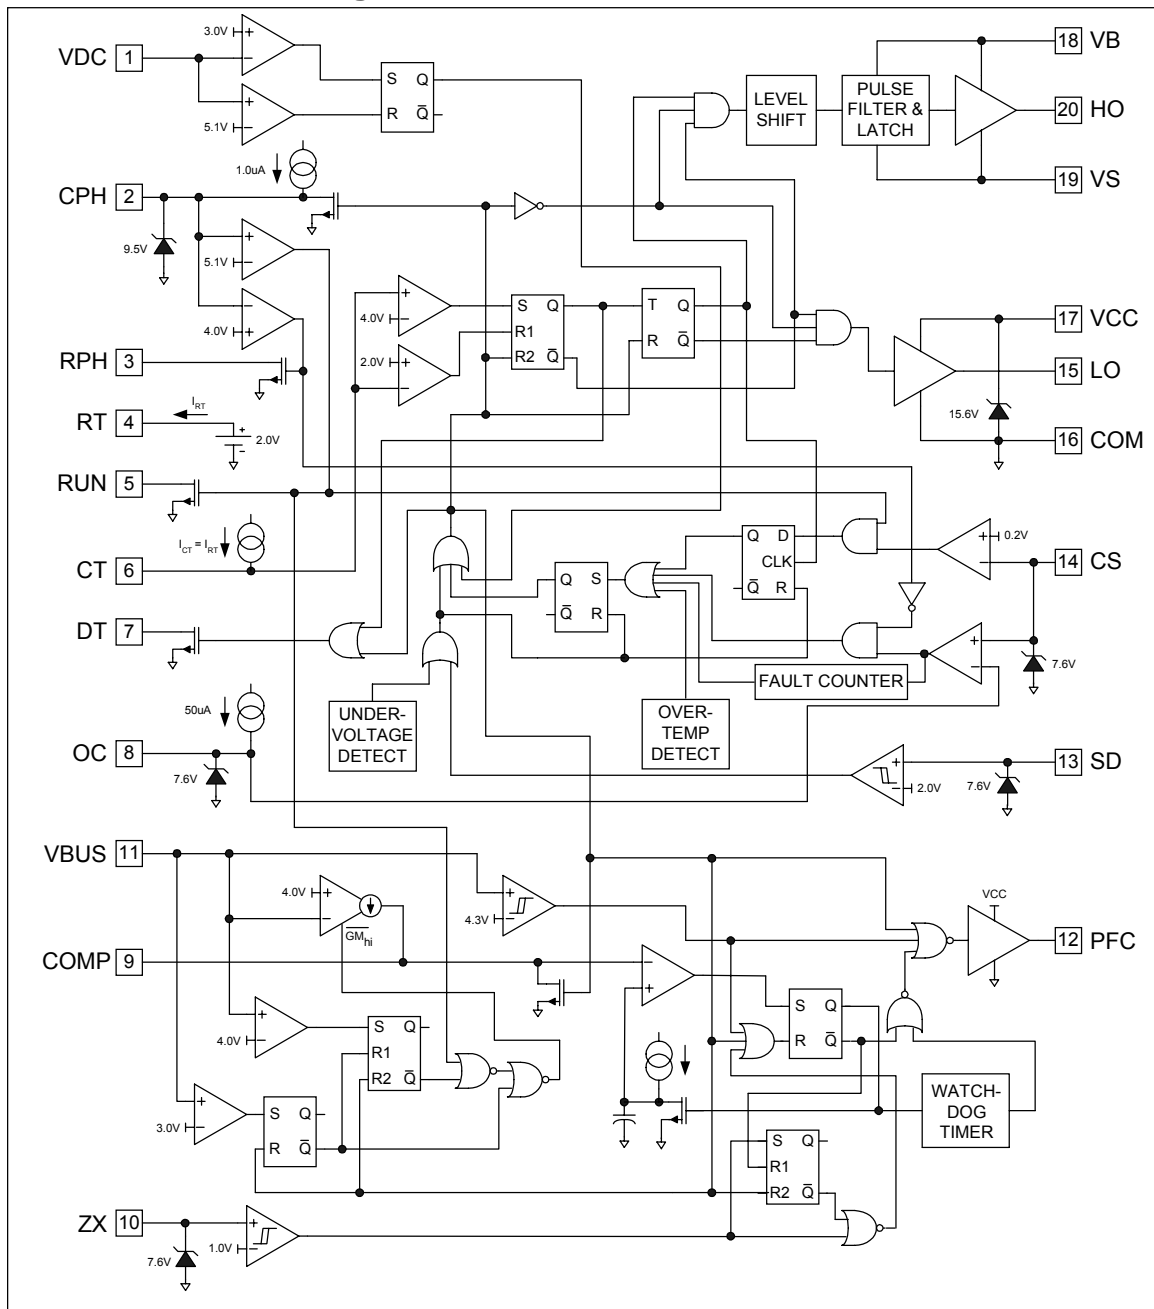 VDC 1
3.0V
5.1V
S Q
R Q̅
LEVEL SHIFT
PULSE FILTER & LATCH
18 VB
20 HO
19 VS
1.0uA
CPH 2
9.5V
5.1V
4.0V
4.0V
2.0V
S Q
R1
R2 Q̅
T Q
R Q̅
17 VCC
15 LO
15.6V
16 COM
RPH 3
RT 4
IRT
2.0V
RUN 5
ICT = IRT
CT 6
DT 7
Q S
Q̅ R
Q D
CLK
Q̅ R
0.2V
14 CS
7.6V
FAULT COUNTER
UNDER-
VOLTAGE
DETECT
OVER-
TEMP
DETECT
50uA
OC 8
7.6V
2.0V
7.6V
13 SD
VBUS 11
4.0V
GMhi
4.3V
VCC
12 PFC
COMP 9
4.0V
S Q
R1
R2 Q̅
S Q
R Q̅
3.0V
S Q
R Q̅
WATCH-
DOG
TIMER
S Q
R1
R2 Q̅
ZX 10
7.6V
1.0V